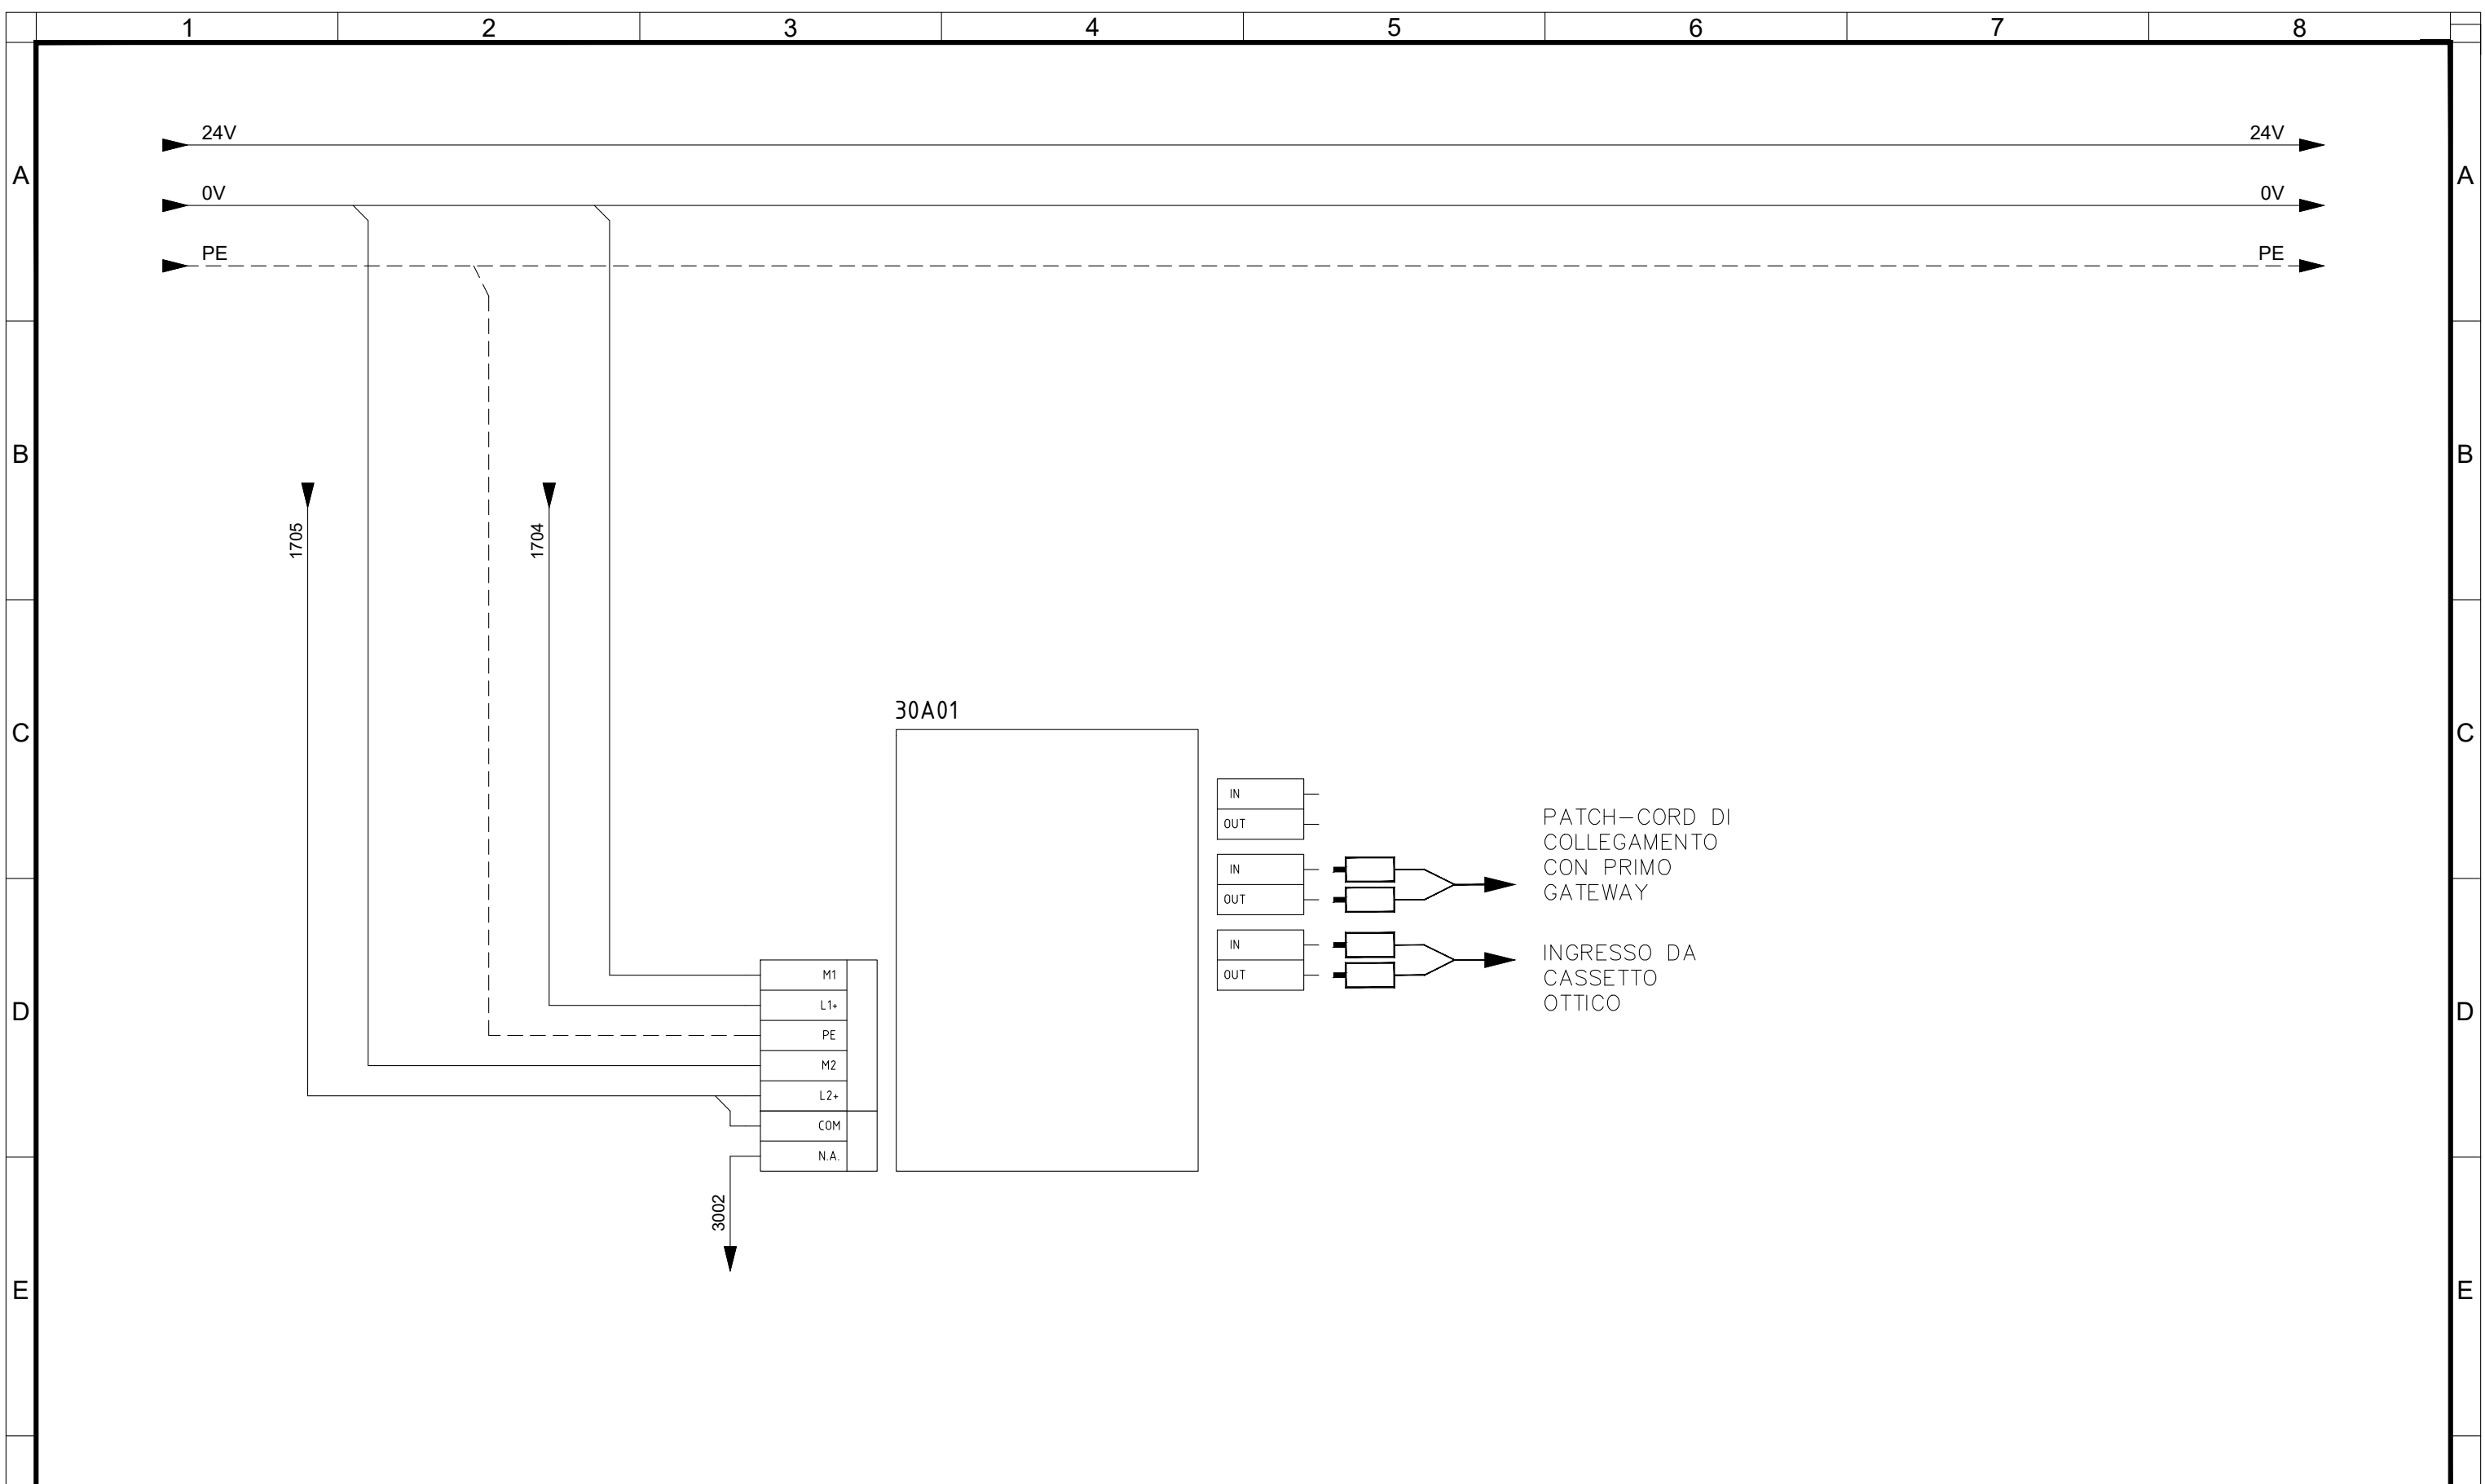 1 2 3 4 5 6 7 8
24V 24V
A A
0V 0V
PE PE
B B
1705 1704
30A01
C C
IN
OUT
PATCH-CORD DI
COLLEGAMENTO
CON PRIMO
GATEWAY
IN
OUT
IN
OUT
INGRESSO DA
CASSETTO
OTTICO
M1
L1+
D D
PE
M2
L2+
COM
N.A.
3002
E E